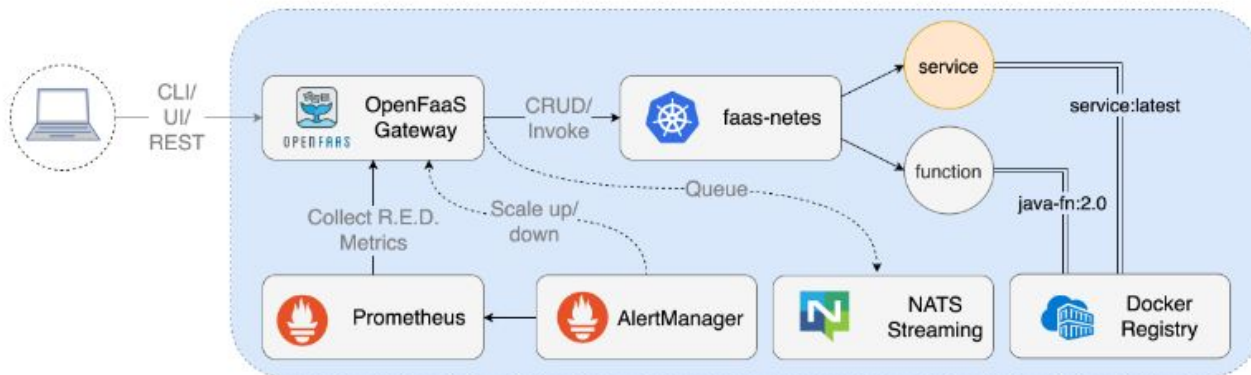 CLI/
UI/
REST
OPENFAAS
OpenFaaS
Gateway
CRUD/
Invoke
faas-netes
service
function
service:latest
java-fn:2.0
Queue
Collect R.E.D.
Metrics
Scale up/
down
Prometheus
AlertManager
N
NATS
Streaming
Docker
Registry